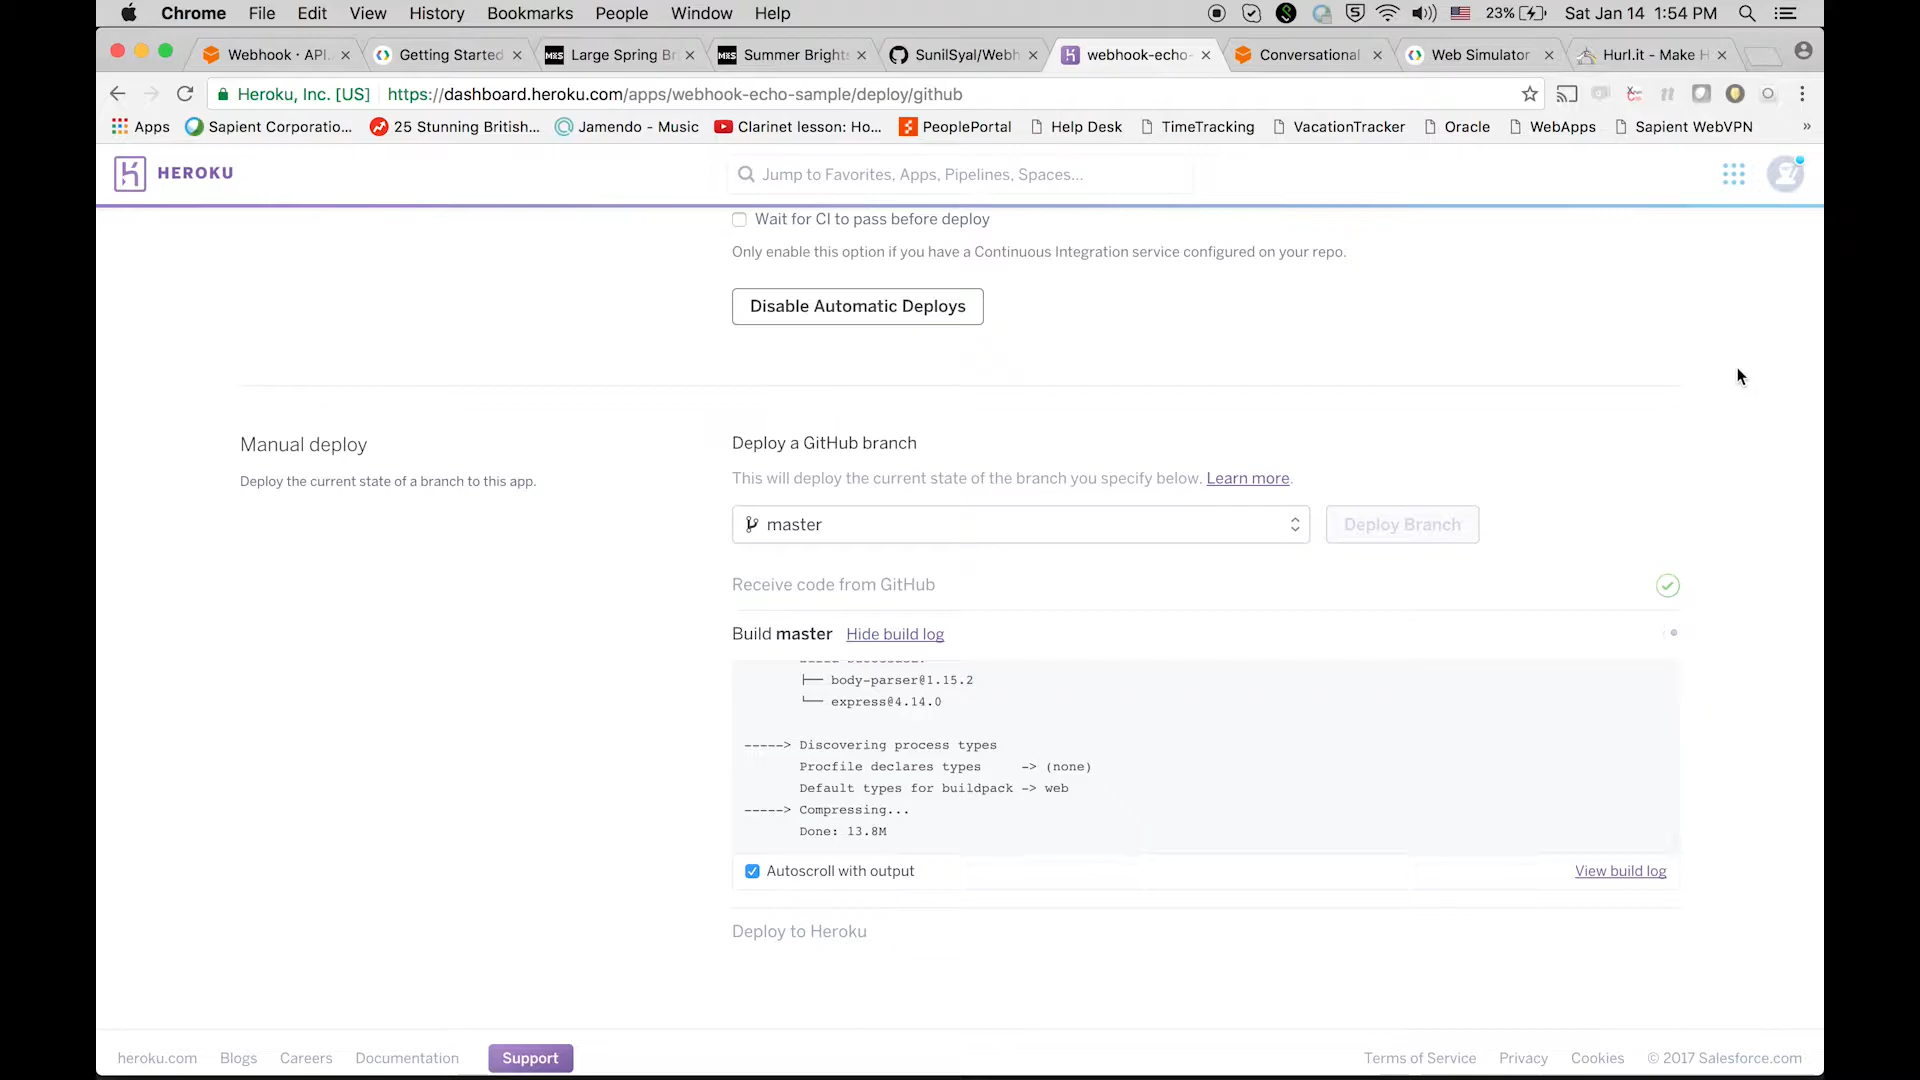 Chrome File Edit View History Bookmarks People Window Help 23% Sat Jan 14 1:54 PM
Webhook · API. Getting Started Large Spring Br Summer Bright SunilSyal/Webh webhook-echo- Conversational Web Simulator Hurl.it - Make H
Heroku, Inc. [US] https://dashboard.heroku.com/apps/webhook-echo-sample/deploy/github
Apps Sapient Corporatio... 25 Stunning British... Jamendo - Music Clarinet lesson: Ho... PeoplePortal Help Desk TimeTracking VacationTracker Oracle WebApps Sapient WebVPN »
HEROKU Jump to Favorites, Apps, Pipelines, Spaces...
Wait for CI to pass before deploy
Only enable this option if you have a Continuous Integration service configured on your repo.
Disable Automatic Deploys
Manual deploy
Deploy the current state of a branch to this app.
Deploy a GitHub branch
This will deploy the current state of the branch you specify below. Learn more.
master Deploy Branch
Receive code from GitHub
Build master Hide build log
├── body-parser@1.15.2
└── express@4.14.0
-----> Discovering process types
Procfile declares types -> (none)
Default types for buildpack -> web
-----> Compressing...
Done: 13.8M
Autoscroll with output View build log
Deploy to Heroku
heroku.com Blogs Careers Documentation Support Terms of Service Privacy Cookies © 2017 Salesforce.com